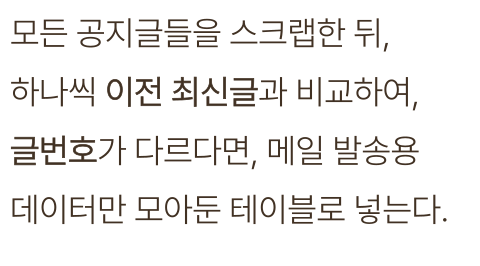 모든 공지글들을 스크랩한 뒤,
하나씩 이전 최신글과 비교하여,
글번호가 다르다면, 메일 발송용
데이터만 모아둔 테이블로 넣는다.